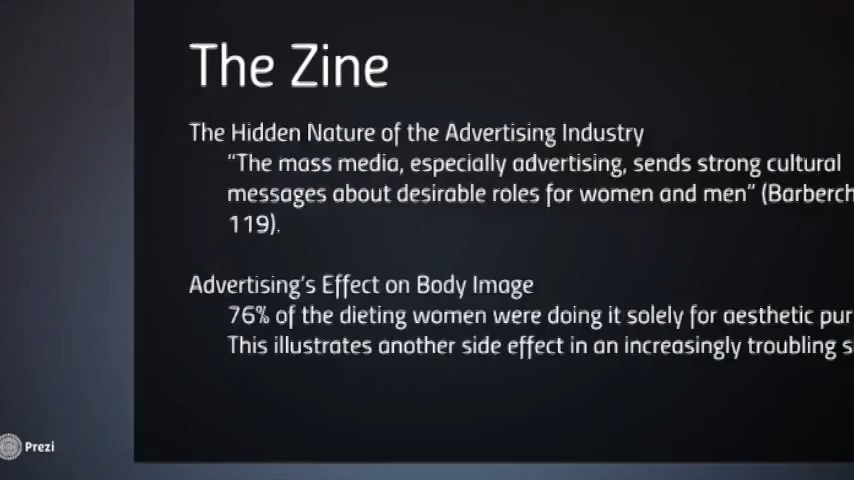 The Zine
The Hidden Nature of the Advertising Industry
"The mass media, especially advertising, sends strong cultural
messages about desirable roles for women and men" (Barberch
119).
Advertising's Effect on Body Image
76% of the dieting women were doing it solely for aesthetic pur
This illustrates another side effect in an increasingly troubling s
Prezi